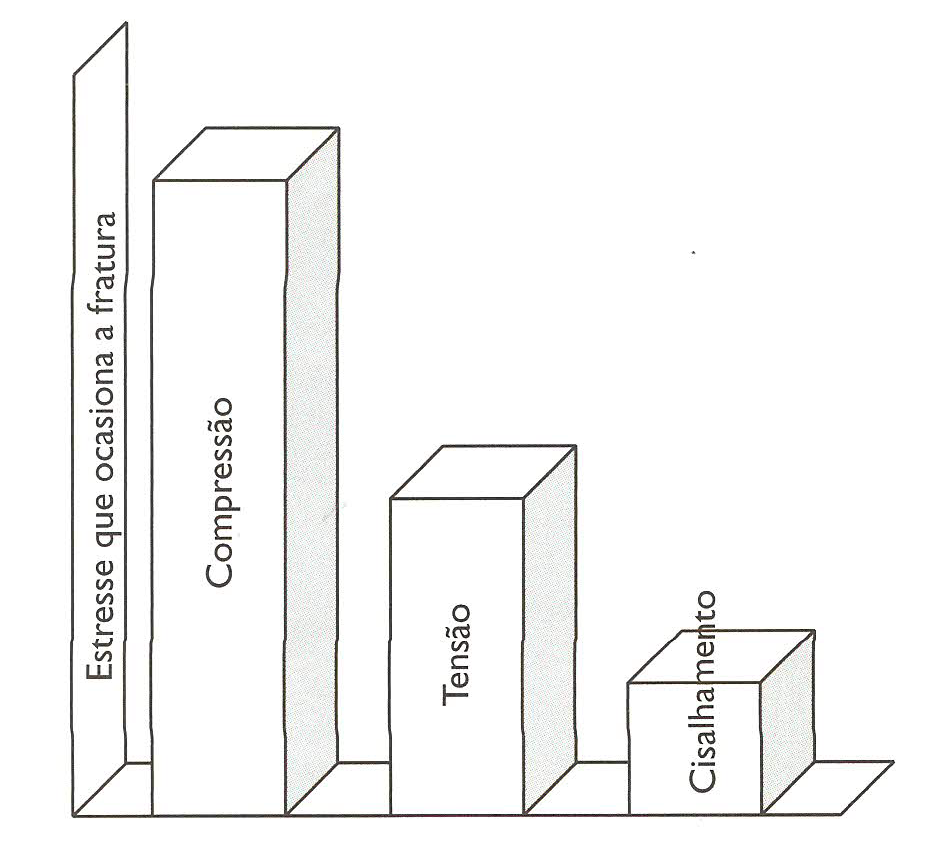 Estresse que ocasiona a fratura
Compressão
Tensão
Cisalhamento